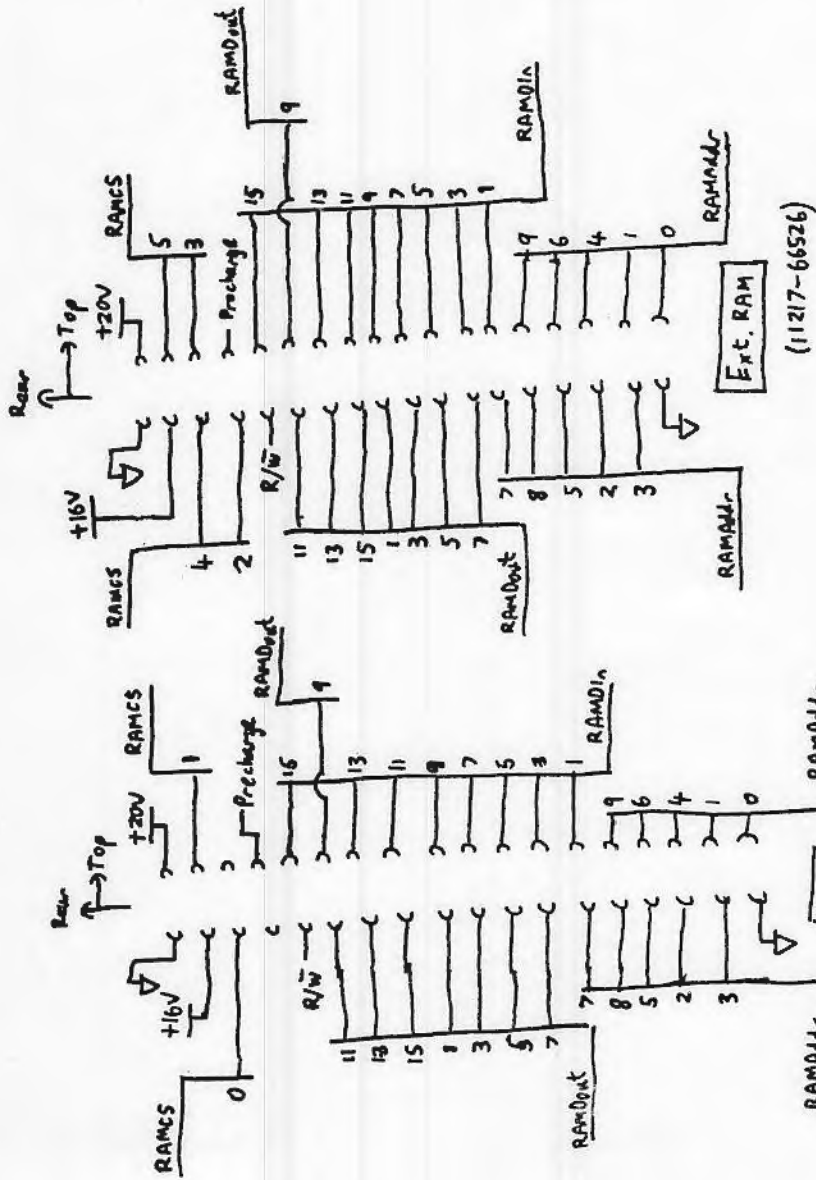 Rear
Top
RAMCS
+16V
+20V
RAMCS
4
2
5
3
R/W̅
Precharge
RAMDout
9
11
13
15
1
3
5
7
RAMDout
15
13
11
9
7
5
3
1
RAMDIn
7
8
5
2
3
RAMAddr
9
6
4
1
0
RAMAddr
Ext. RAM
(11217-66526)
Rear
Top
RAMCS
0
+16V
+20V
RAMCS
1
R/W̅
Precharge
RAMDout
9
11
13
15
3
5
7
RAMDout
15
13
11
9
7
5
3
1
RAMDIn
7
8
5
2
3
9
6
4
1
0